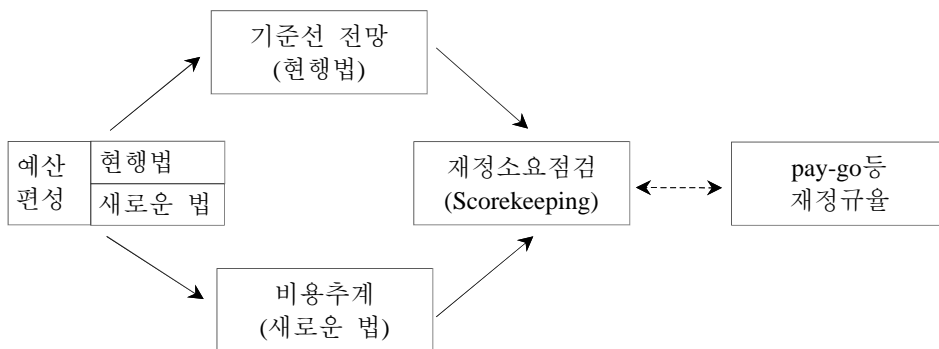 기준선 전망
(현행법)
예산
편성
현행법
새로운 법
재정소요점검
(Scorekeeping)
pay-go등
재정규율
비용추계
(새로운 법)